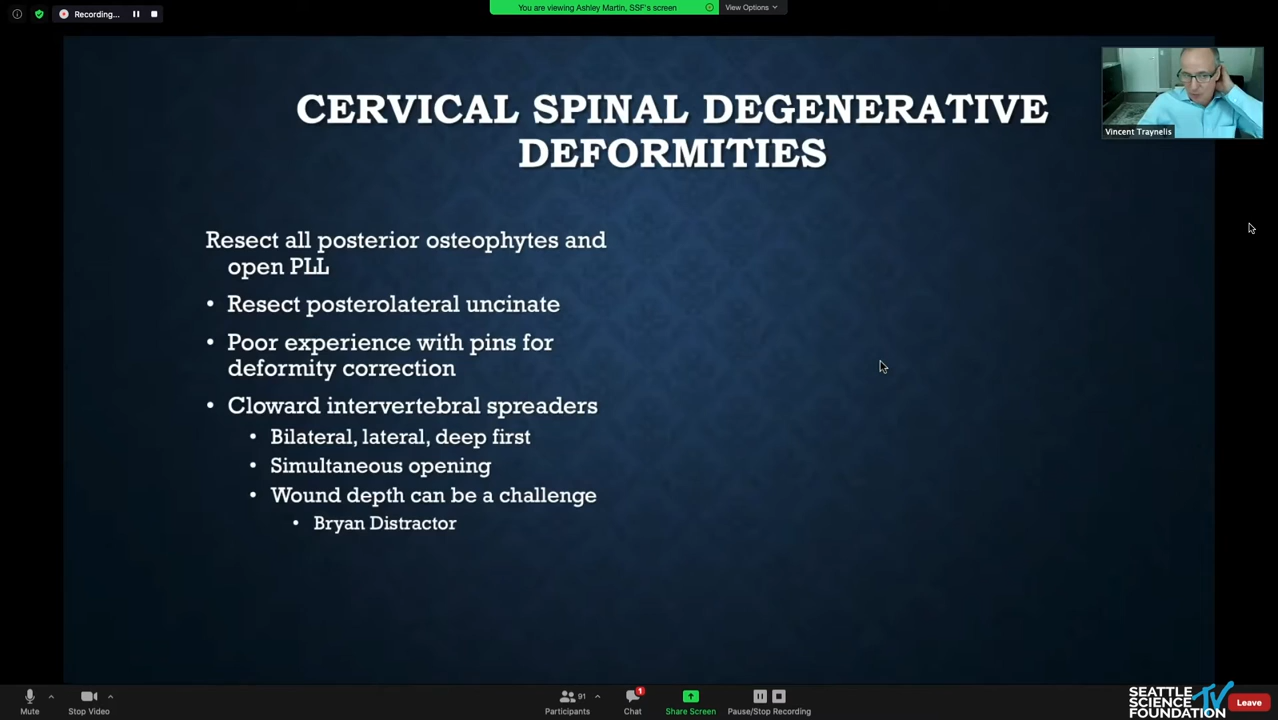 Recording...
You are viewing Ashley Martin, SSF's screen
View Options
CERVICAL SPINAL DEGENERATIVE
DEFORMITIES
Vincent Traynelis
Resect all posterior osteophytes and
open PLL
• Resect posterolateral uncinate
• Poor experience with pins for
deformity correction
• Cloward intervertebral spreaders
• Bilateral, lateral, deep first
• Simultaneous opening
• Wound depth can be a challenge
• Bryan Distractor
Mute
Stop Video
91
Participants
1
Chat
Share Screen
Pause/Stop Recording
SEATTLE
SCIENCE
FOUNDATION
TV
Leave